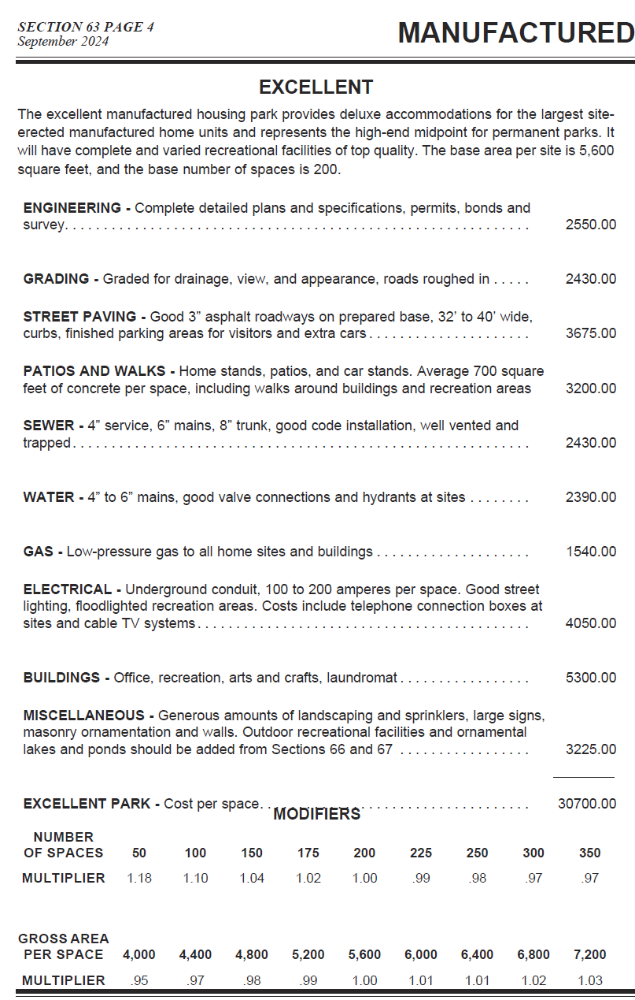 SECTION 63 PAGE 4
September 2024
MANUFACTURED
EXCELLENT
The excellent manufactured housing park provides deluxe accommodations for the largest site-
erected manufactured home units and represents the high-end midpoint for permanent parks. It
will have complete and varied recreational facilities of top quality. The base area per site is 5,600
square feet, and the base number of spaces is 200.
ENGINEERING - Complete detailed plans and specifications, permits, bonds and
survey. . . . . . . . . . . . . . . . . . . . . . . . . . . . . . . . . . . . . . . . . . . . . . . . . . . . . . . . . . . 2550.00
GRADING - Graded for drainage, view, and appearance, roads roughed in . . . . . 2430.00
STREET PAVING - Good 3” asphalt roadways on prepared base, 32’ to 40’ wide,
curbs, finished parking areas for visitors and extra cars . . . . . . . . . . . . . . . . . . . . . 3675.00
PATIOS AND WALKS - Home stands, patios, and car stands. Average 700 square
feet of concrete per space, including walks around buildings and recreation areas 3200.00
SEWER - 4” service, 6” mains, 8” trunk, good code installation, well vented and
trapped. . . . . . . . . . . . . . . . . . . . . . . . . . . . . . . . . . . . . . . . . . . . . . . . . . . . . . . . . . 2430.00
WATER - 4” to 6” mains, good valve connections and hydrants at sites . . . . . . . . 2390.00
GAS - Low-pressure gas to all home sites and buildings . . . . . . . . . . . . . . . . . . . . 1540.00
ELECTRICAL - Underground conduit, 100 to 200 amperes per space. Good street
lighting, floodlighted recreation areas. Costs include telephone connection boxes at
sites and cable TV systems . . . . . . . . . . . . . . . . . . . . . . . . . . . . . . . . . . . . . . . . . . . 4050.00
BUILDINGS - Office, recreation, arts and crafts, laundromat . . . . . . . . . . . . . . . . . 5300.00
MISCELLANEOUS - Generous amounts of landscaping and sprinklers, large signs,
masonry ornamentation and walls. Outdoor recreational facilities and ornamental
lakes and ponds should be added from Sections 66 and 67 . . . . . . . . . . . . . . . . . 3225.00
EXCELLENT PARK - Cost per space. . . . . . . . . . . . . . . . . . . . . . . . . . . . . . . . . . . 30700.00
MODIFIERS
NUMBER
OF SPACES 50 100 150 175 200 225 250 300 350
MULTIPLIER 1.18 1.10 1.04 1.02 1.00 .99 .98 .97 .97
GROSS AREA
PER SPACE 4,000 4,400 4,800 5,200 5,600 6,000 6,400 6,800 7,200
MULTIPLIER .95 .97 .98 .99 1.00 1.01 1.01 1.02 1.03